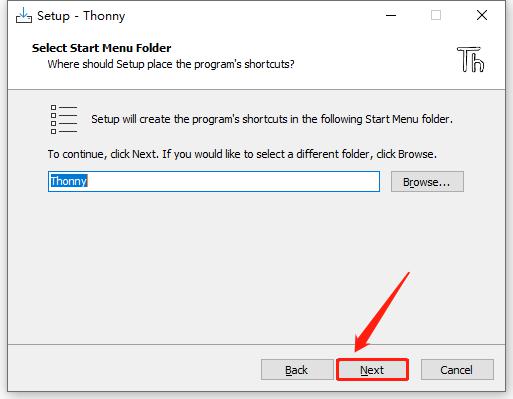 Setup - Thonny
Select Start Menu Folder
Where should Setup place the program's shortcuts?
Th
Setup will create the program's shortcuts in the following Start Menu folder.
To continue, click Next. If you would like to select a different folder, click Browse.
Thonny
Browse...
Back
Next
Cancel